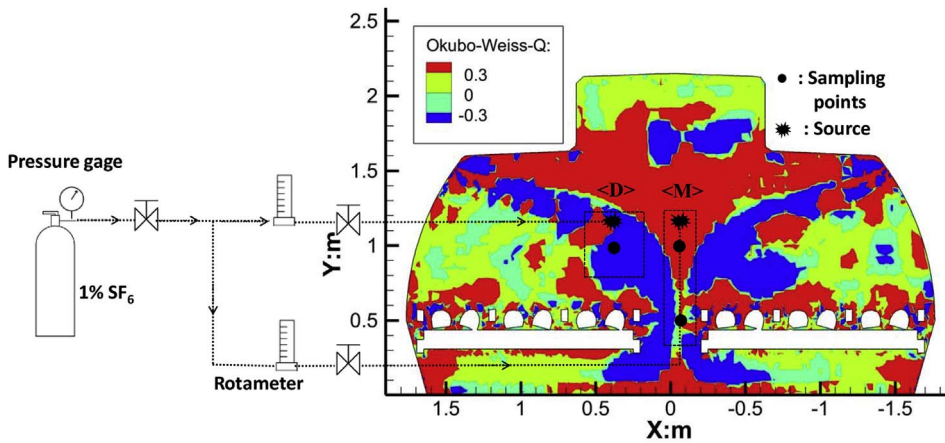 Pressure gage
1% SF6
Rotameter
Okubo-Weiss-Q:
0.3
0
-0.3
: Sampling
points
: Source
<D>
<M>
Y:m
2.5
2
1.5
1
0.5
1.5
1
0.5
0
-0.5
-1
-1.5
X:m